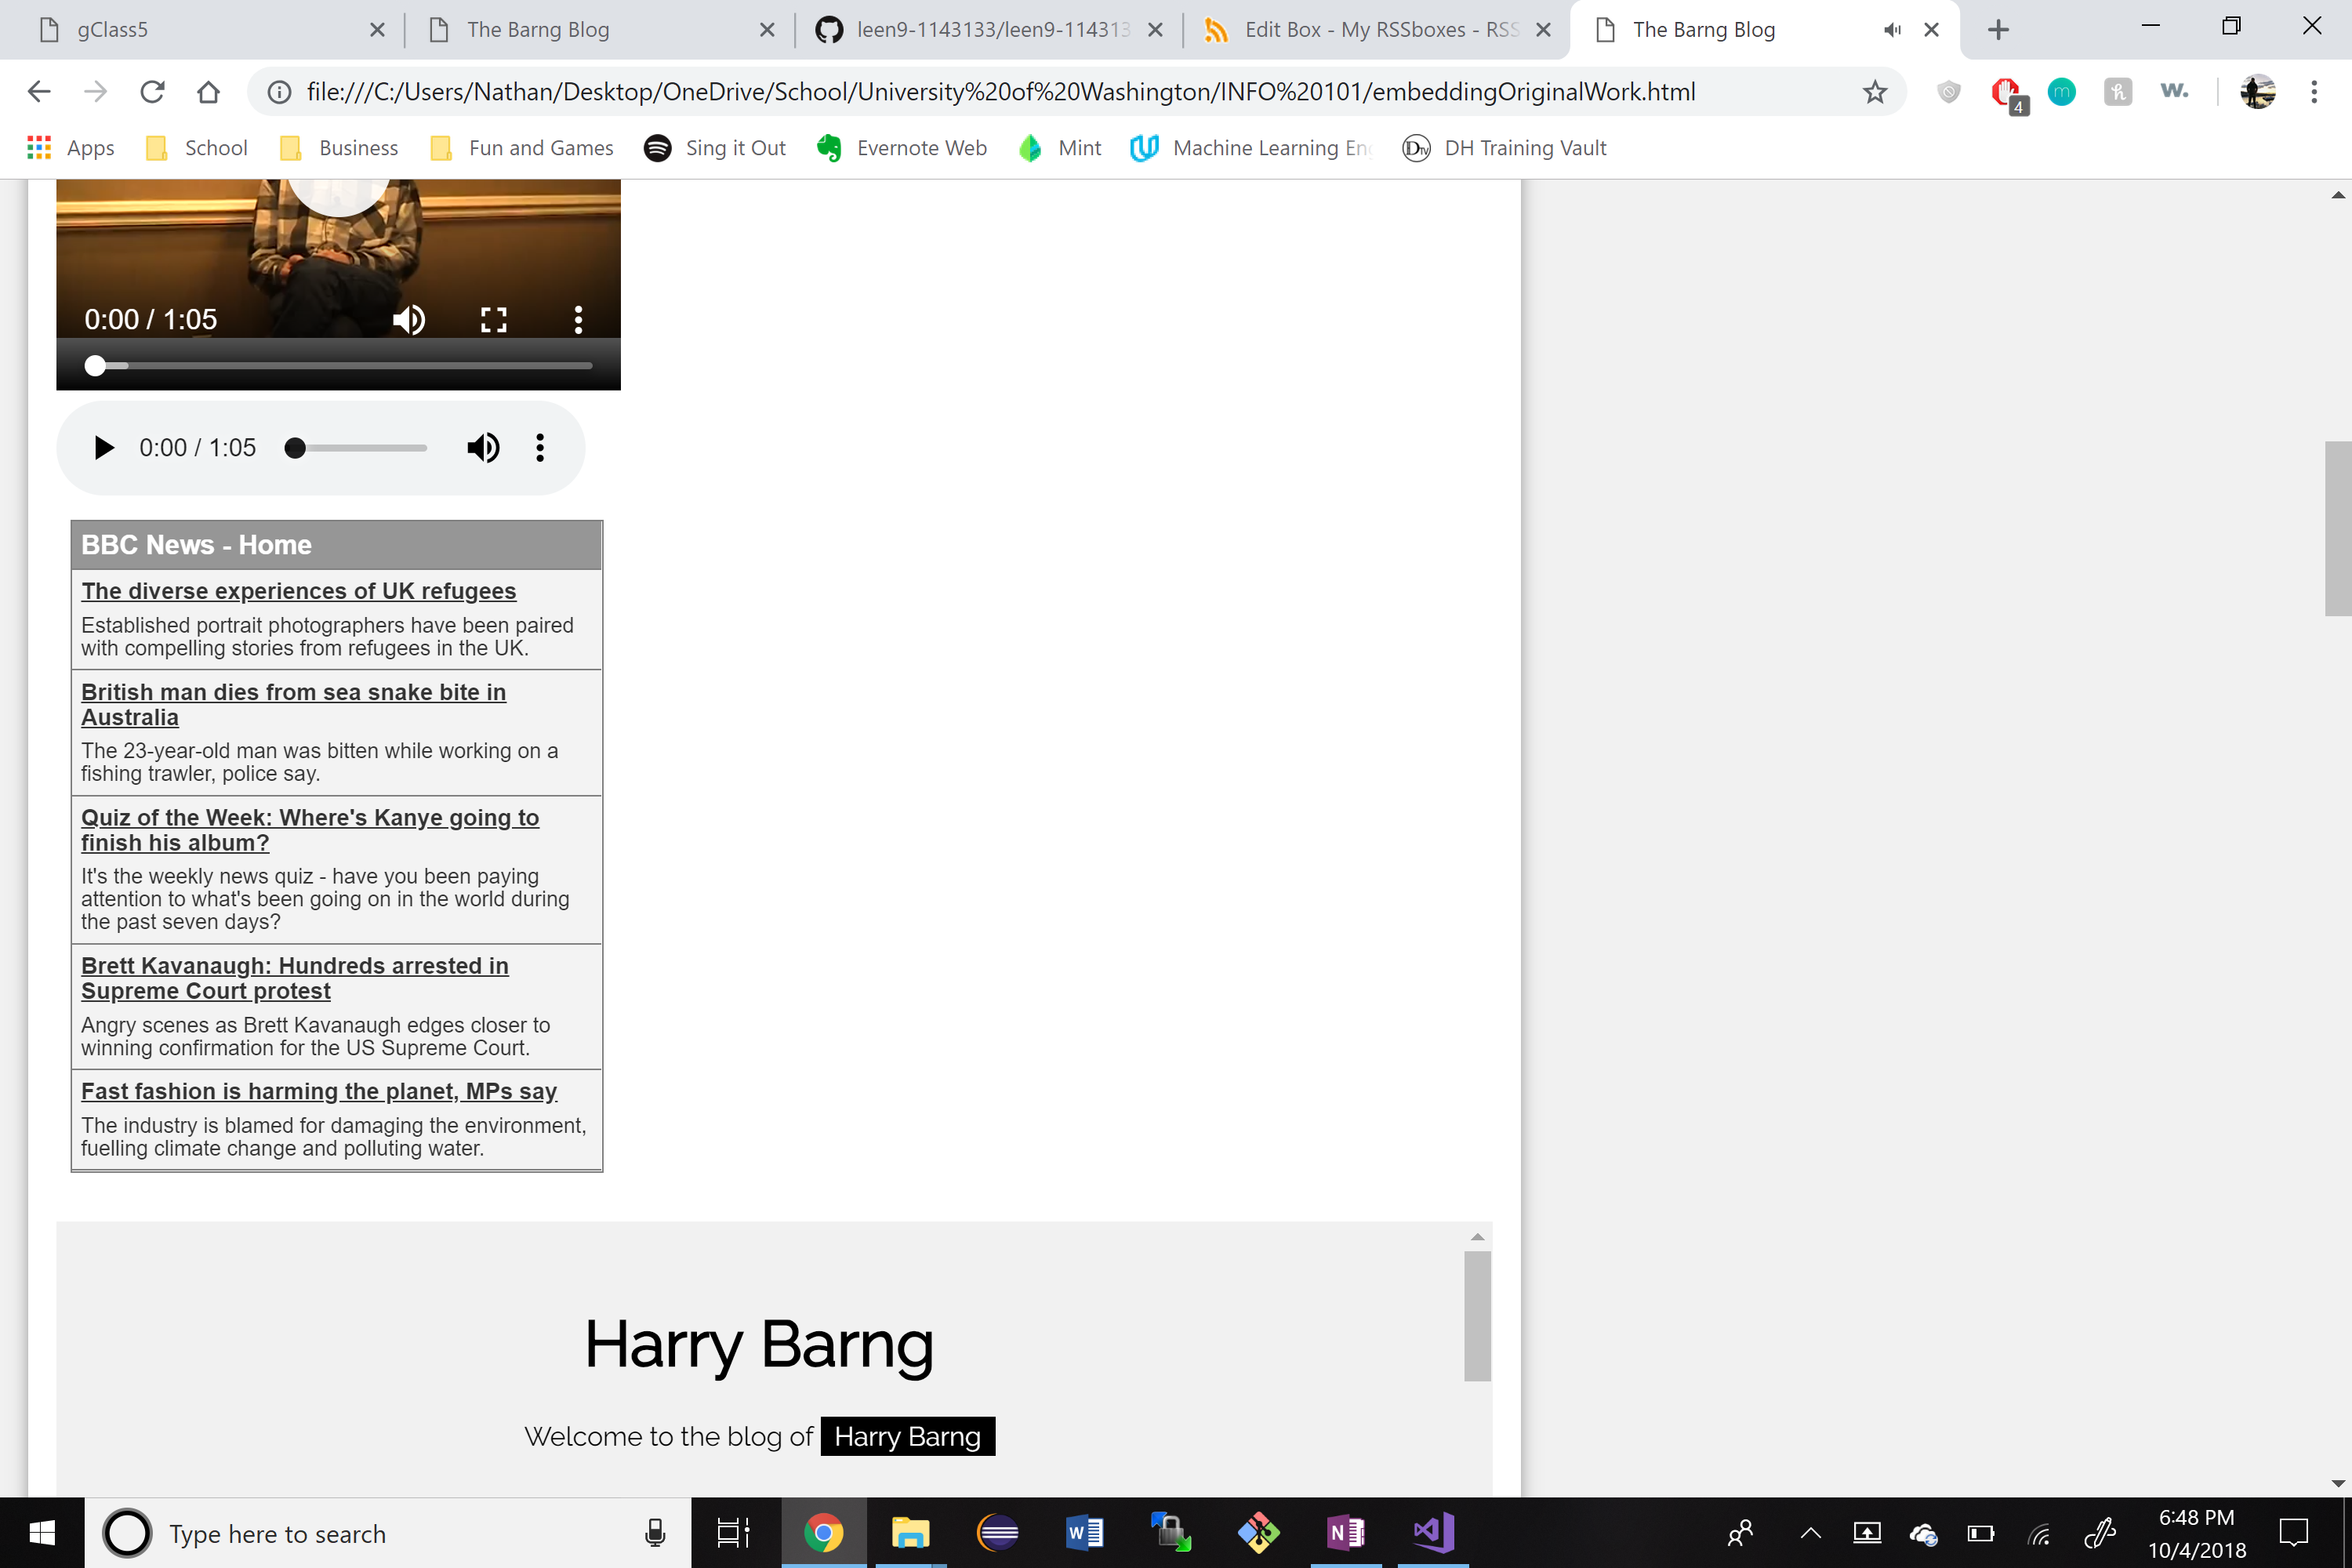 gClass5
The Barng Blog
leen9-1143133/leen9-114313
Edit Box - My RSSboxes - RSS
The Barng Blog
file:///C:/Users/Nathan/Desktop/OneDrive/School/University%20of%20Washington/INFO%20101/embeddingOriginalWork.html
4
m
h
w.
Apps
School
Business
Fun and Games
Sing it Out
Evernote Web
Mint
Machine Learning En
DH Training Vault
0:00 / 1:05
0:00 / 1:05
BBC News - Home
The diverse experiences of UK refugees
Established portrait photographers have been paired
with compelling stories from refugees in the UK.
British man dies from sea snake bite in
Australia
The 23-year-old man was bitten while working on a
fishing trawler, police say.
Quiz of the Week: Where's Kanye going to
finish his album?
It's the weekly news quiz - have you been paying
attention to what's been going on in the world during
the past seven days?
Brett Kavanaugh: Hundreds arrested in
Supreme Court protest
Angry scenes as Brett Kavanaugh edges closer to
winning confirmation for the US Supreme Court.
Fast fashion is harming the planet, MPs say
The industry is blamed for damaging the environment,
fuelling climate change and polluting water.
Harry Barng
Welcome to the blog of Harry Barng
Type here to search
6:48 PM
10/4/2018